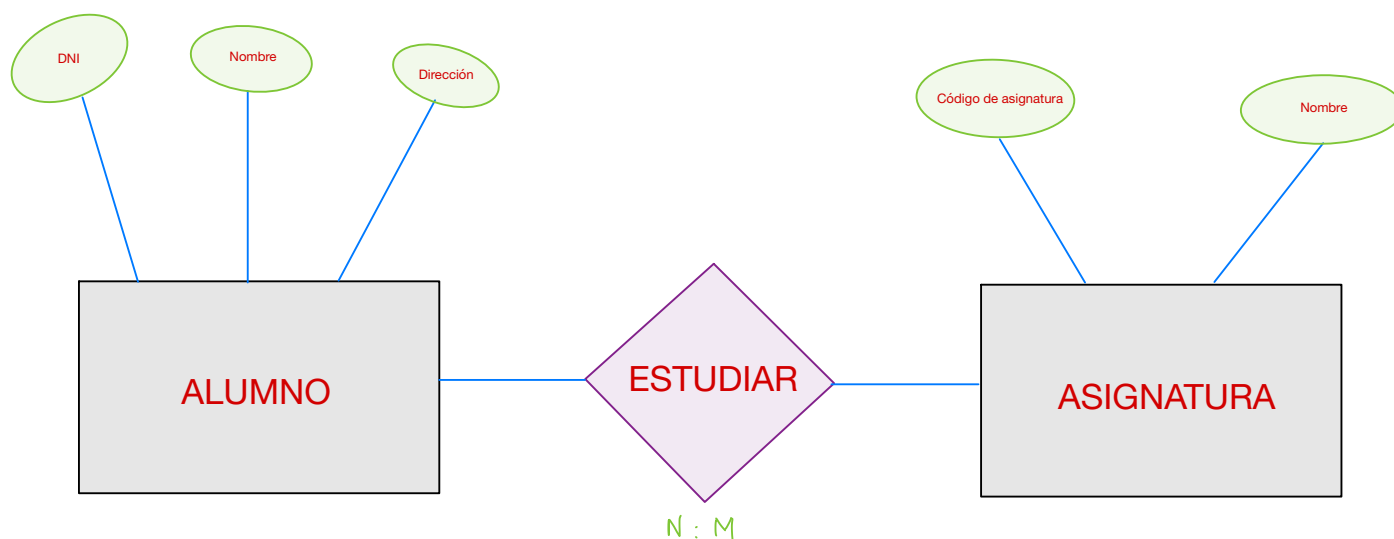 DNI
Nombre
Dirección
Código de asignatura
Nombre
ALUMNO
ESTUDIAR
ASIGNATURA
N : M